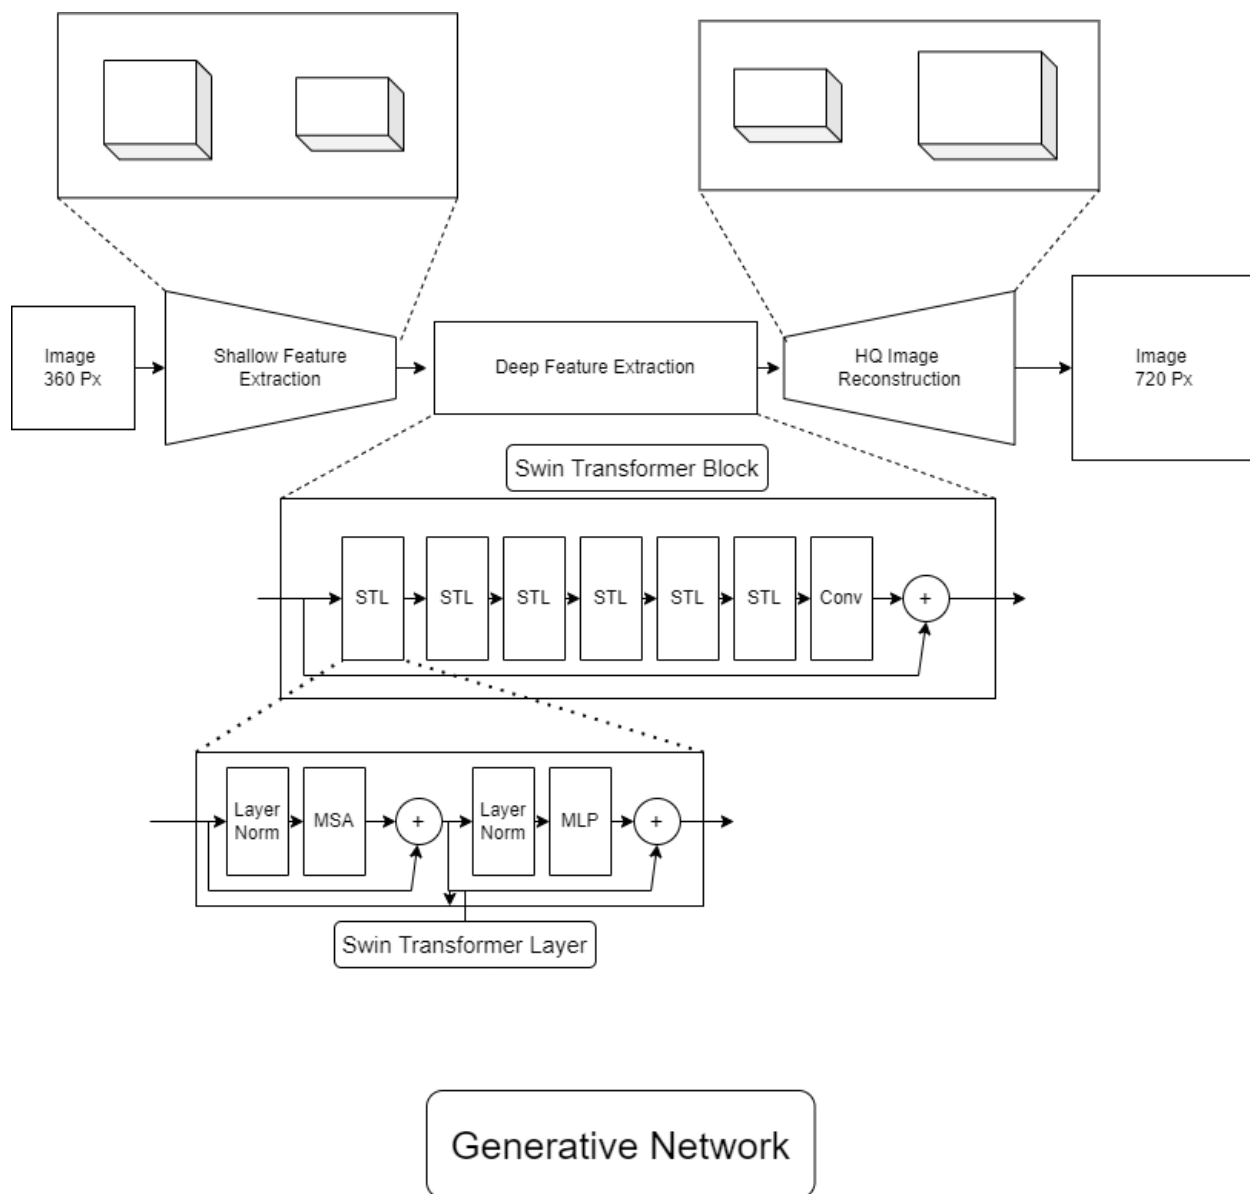 Image
360 Px
Shallow Feature
Extraction
Deep Feature Extraction
HQ Image
Reconstruction
Image
720 Px
Swin Transformer Block
STL
STL
STL
STL
STL
STL
Conv
+
Layer
Norm
MSA
+
Layer
Norm
MLP
+
Swin Transformer Layer
Generative Network